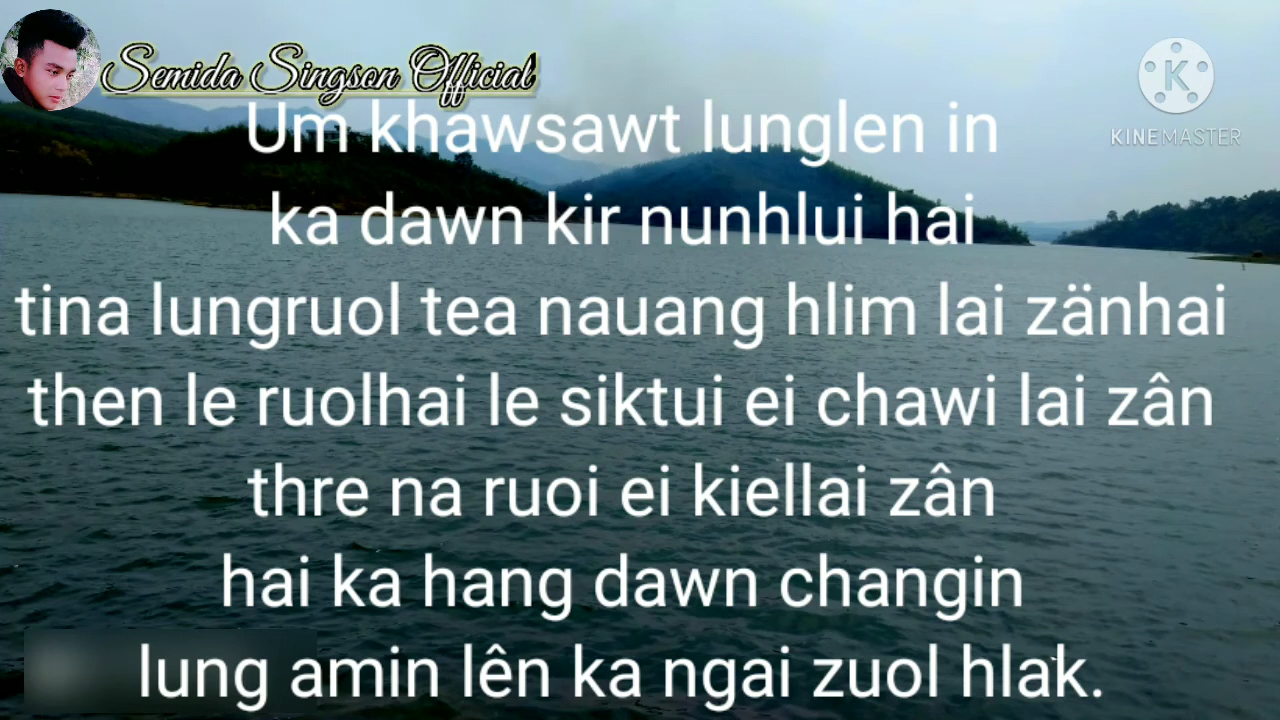 Semida Singson Official
KINEMASTER
Um khawsawt lunglen in
ka dawn kir nunhlui hai
tina lungruol tea nauang hlim lai zänhai
then le ruolhai le siktui ei chawi lai zân
thre na ruoi ei kiellai zân
hai ka hang dawn changin
lung amin lên ka ngai zuol hlak.